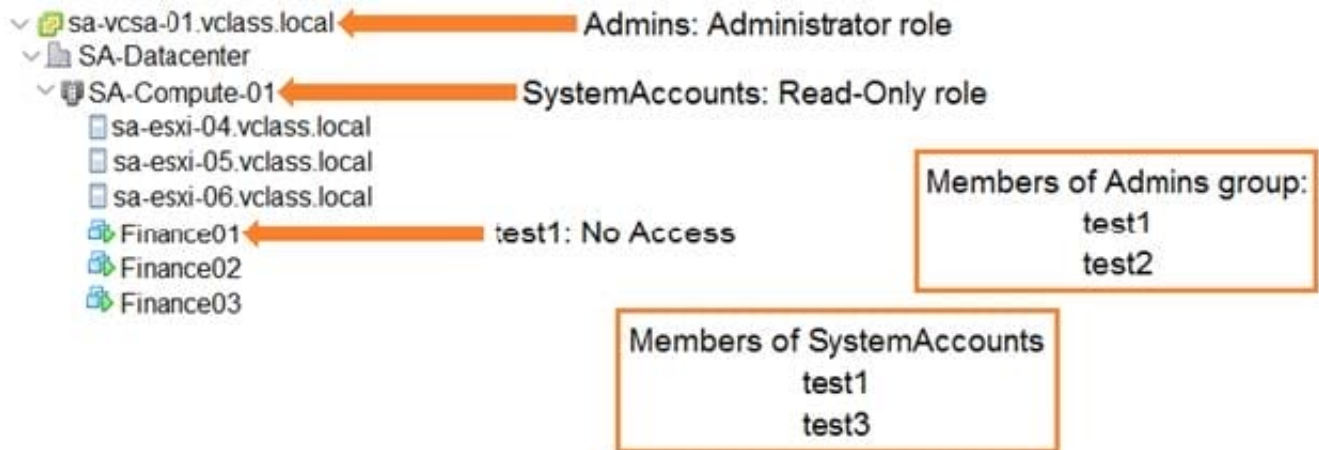 sa-vcsa-01.vclass.local Admins: Administrator role
SA-Datacenter
SA-Compute-01 SystemAccounts: Read-Only role
sa-esxi-04.vclass.local
sa-esxi-05.vclass.local
sa-esxi-06.vclass.local
Finance01 test1: No Access
Finance02
Finance03
Members of Admins group:
test1
test2
Members of SystemAccounts
test1
test3